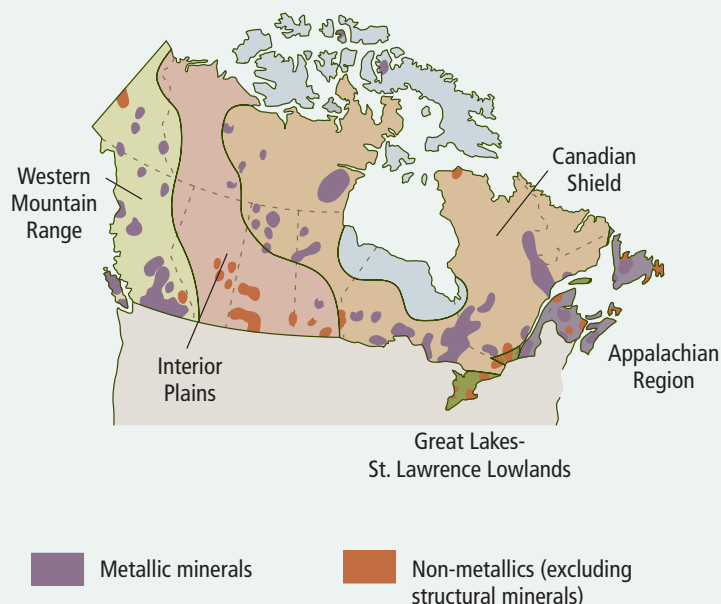 Canadian
Shield
Western
Mountain
Range
Interior
Plains
Appalachian
Region
Great Lakes-
St. Lawrence Lowlands
Metallic minerals
Non-metallics (excluding
structural minerals)